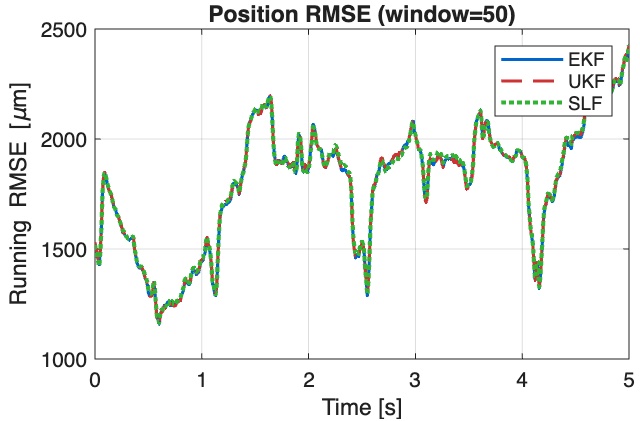 Position RMSE (window=50)
Running RMSE [μm]
2500
2000
1500
1000
EKF
UKF
SLF
0
1
2
3
4
5
Time [s]